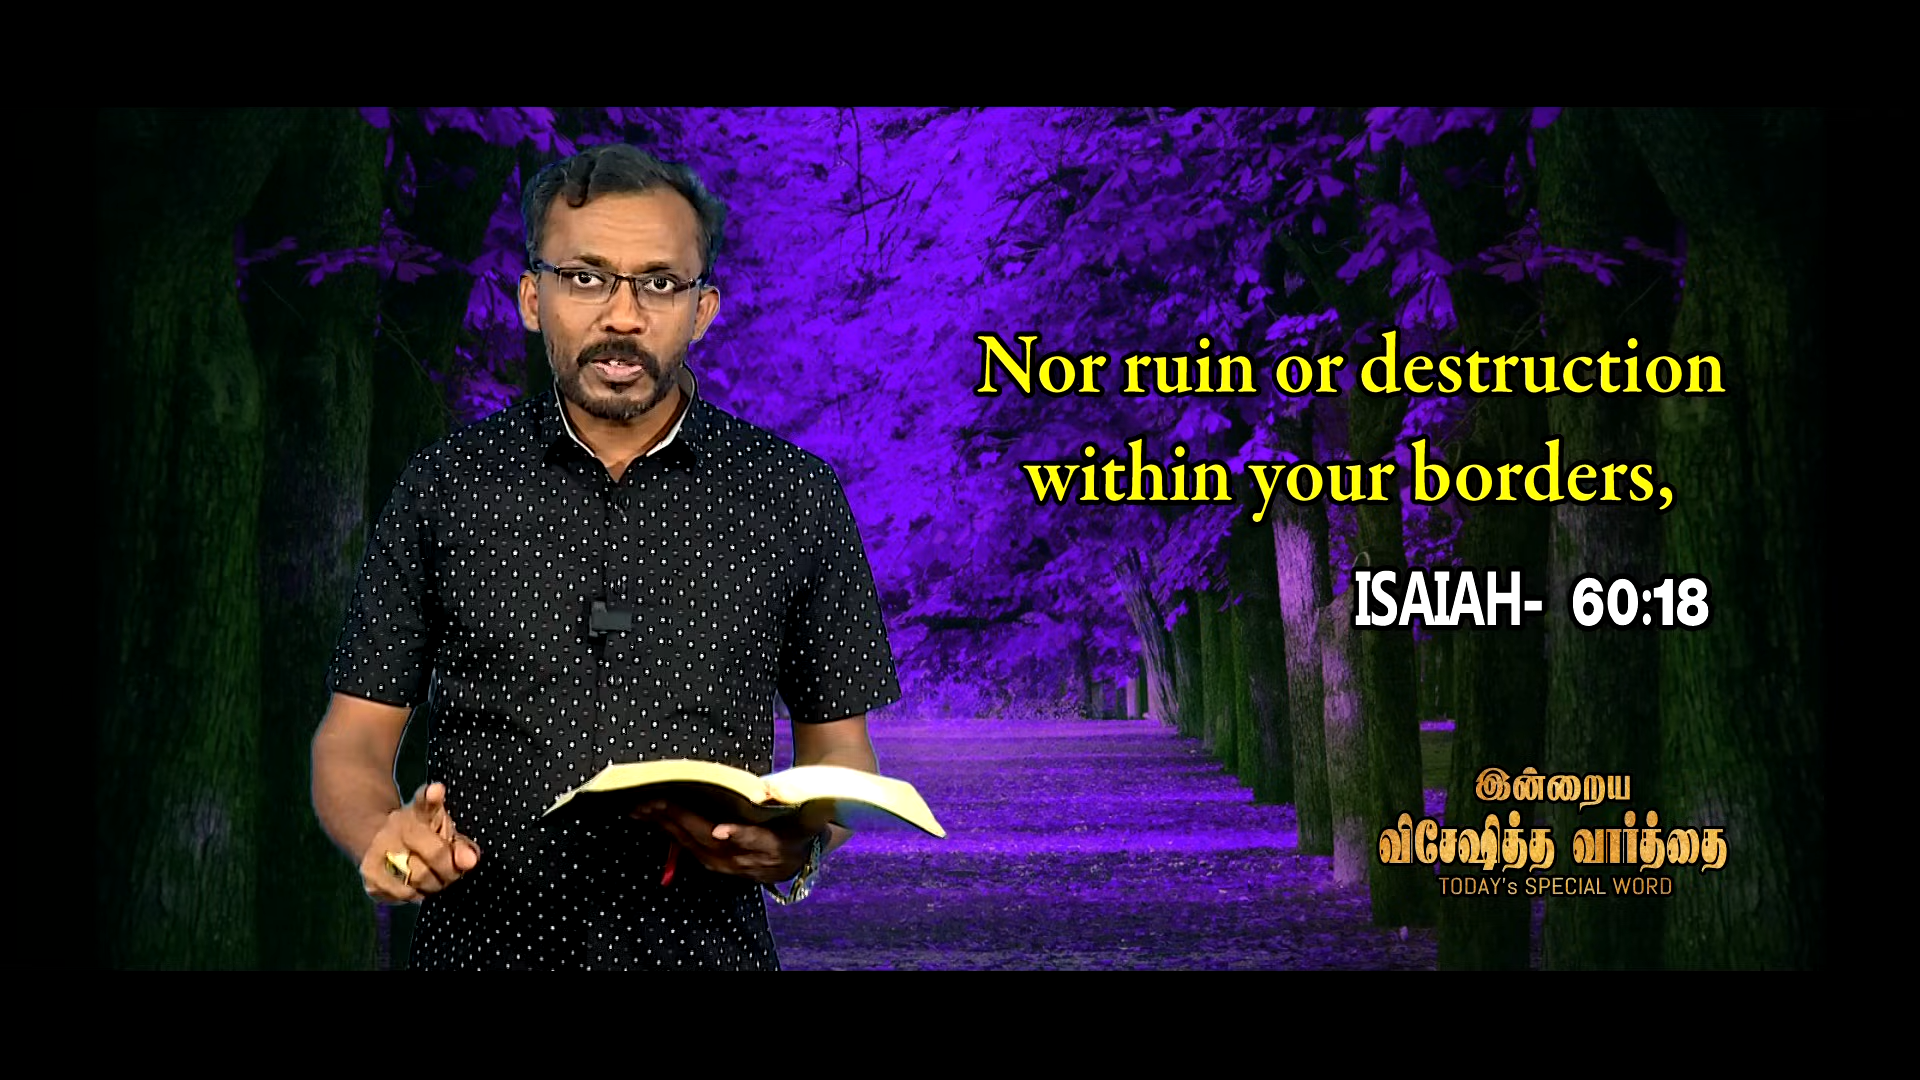 Nor ruin or destruction
within your borders,
ISAIAH- 60:18
இன்றைய
விசேஷித்த வார்த்தை
TODAY's SPECIAL WORD